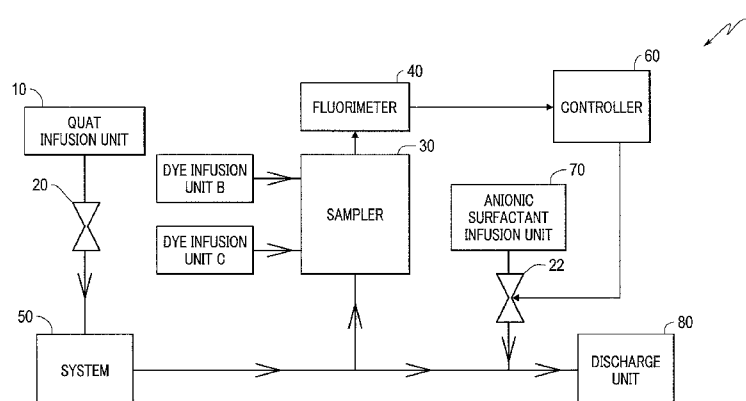 10
QUAT
INFUSION UNIT
20
50
SYSTEM
DYE INFUSION
UNIT B
DYE INFUSION
UNIT C
40
FLUORIMETER
30
SAMPLER
60
CONTROLLER
70
ANIONIC
SURFACTANT
INFUSION UNIT
22
80
DISCHARGE
UNIT